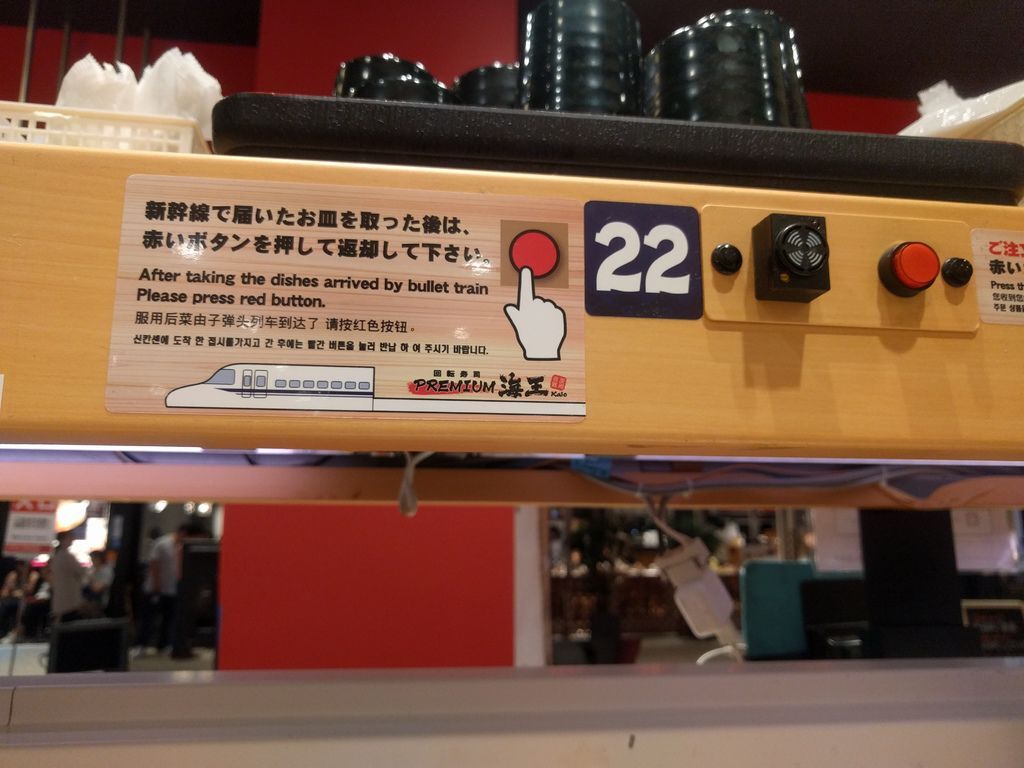 新幹線で届いたお皿を取った後は、
赤いボタンを押して返却して下さい。
After taking the dishes arrived by bullet train
Please press red button.
服用后菜由子弹头列车到达了 请按红色按钮。
신칸센에 도착 한 접시를가지고 간 후에는 빨간 버튼을 눌러 반납 하 여 주시기 바랍니다.
回転寿司
PREMIUM 海王
Kaio
22
ご注
赤い
Press th